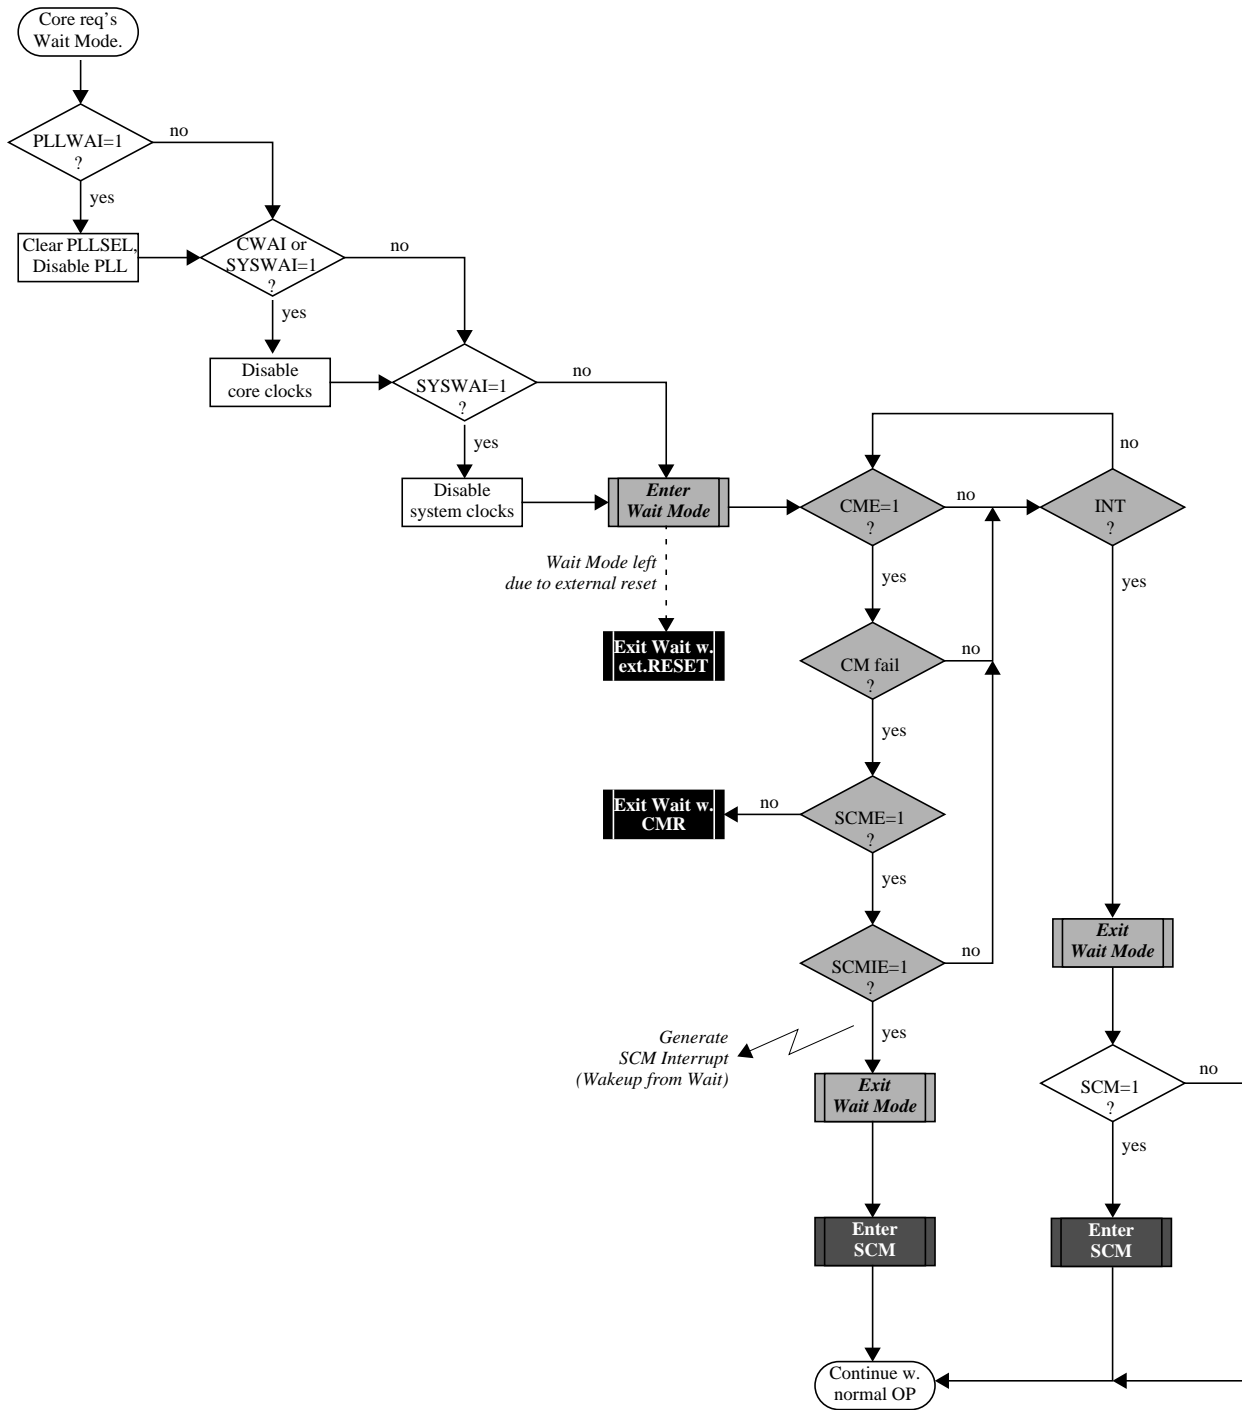 Core req's
Wait Mode.
PLLWAI=1
?
no
yes
Clear PLLSEL,
Disable PLL
CWAI or
SYSWAI=1
?
no
yes
Disable
core clocks
SYSWAI=1
?
no
yes
Disable
system clocks
Enter
Wait Mode
Wait Mode left
due to external reset
Exit Wait w.
ext.RESET
CME=1
?
no
yes
INT
?
no
yes
CM fail
?
no
yes
SCME=1
?
no
yes
Exit Wait w.
CMR
SCMIE=1
?
no
yes
Generate
SCM Interrupt
(Wakeup from Wait)
Exit
Wait Mode
Enter
SCM
Exit
Wait Mode
SCM=1
?
no
yes
Enter
SCM
Continue w.
normal OP